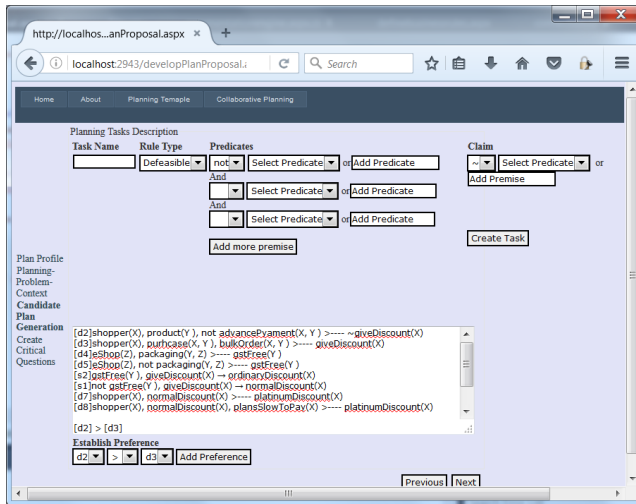 http://localhos...anProposal.aspx × +
localhost:2943/developPlanProposal.
Search
Home About Planning Temaple Collaborative Planning
Planning Tasks Description
Task Name Rule Type Predicates Claim
Defeasible not Select Predicate or Add Predicate ~ Select Predicate or
And Add Premise
Select Predicate or Add Predicate
And
Select Predicate or Add Predicate
Create Task
Add more premise
Plan Profile
Planning-
Problem-
Context
Candidate
Plan
Generation
Create
Critical
Questions
[d2]shopper(X), product(Y ), not advancePyament(X, Y ) >---- ~giveDiscount(X)
[d3]shopper(X), purhcase(X, Y ), bulkOrder(X, Y ) >---- giveDiscount(X)
[d4]eShop(Z), packaging(Y, Z) >---- gstFree(Y )
[d5]eShop(Z), not packaging(Y, Z) >---- gstFree(Y )
[s2]gstFree(Y ), giveDiscount(X) → ordinaryDiscount(X)
[s1]not gstFree(Y ), giveDiscount(X) → normalDiscount(X)
[d7]shopper(X), normalDiscount(X) >---- platinumDiscount(X)
[d8]shopper(X), normalDiscount(X), plansSlowToPay(X) >---- platinumDiscount(X)
[d2] > [d3]
Establish Preference
d2 > d3 Add Preference
Previous Next